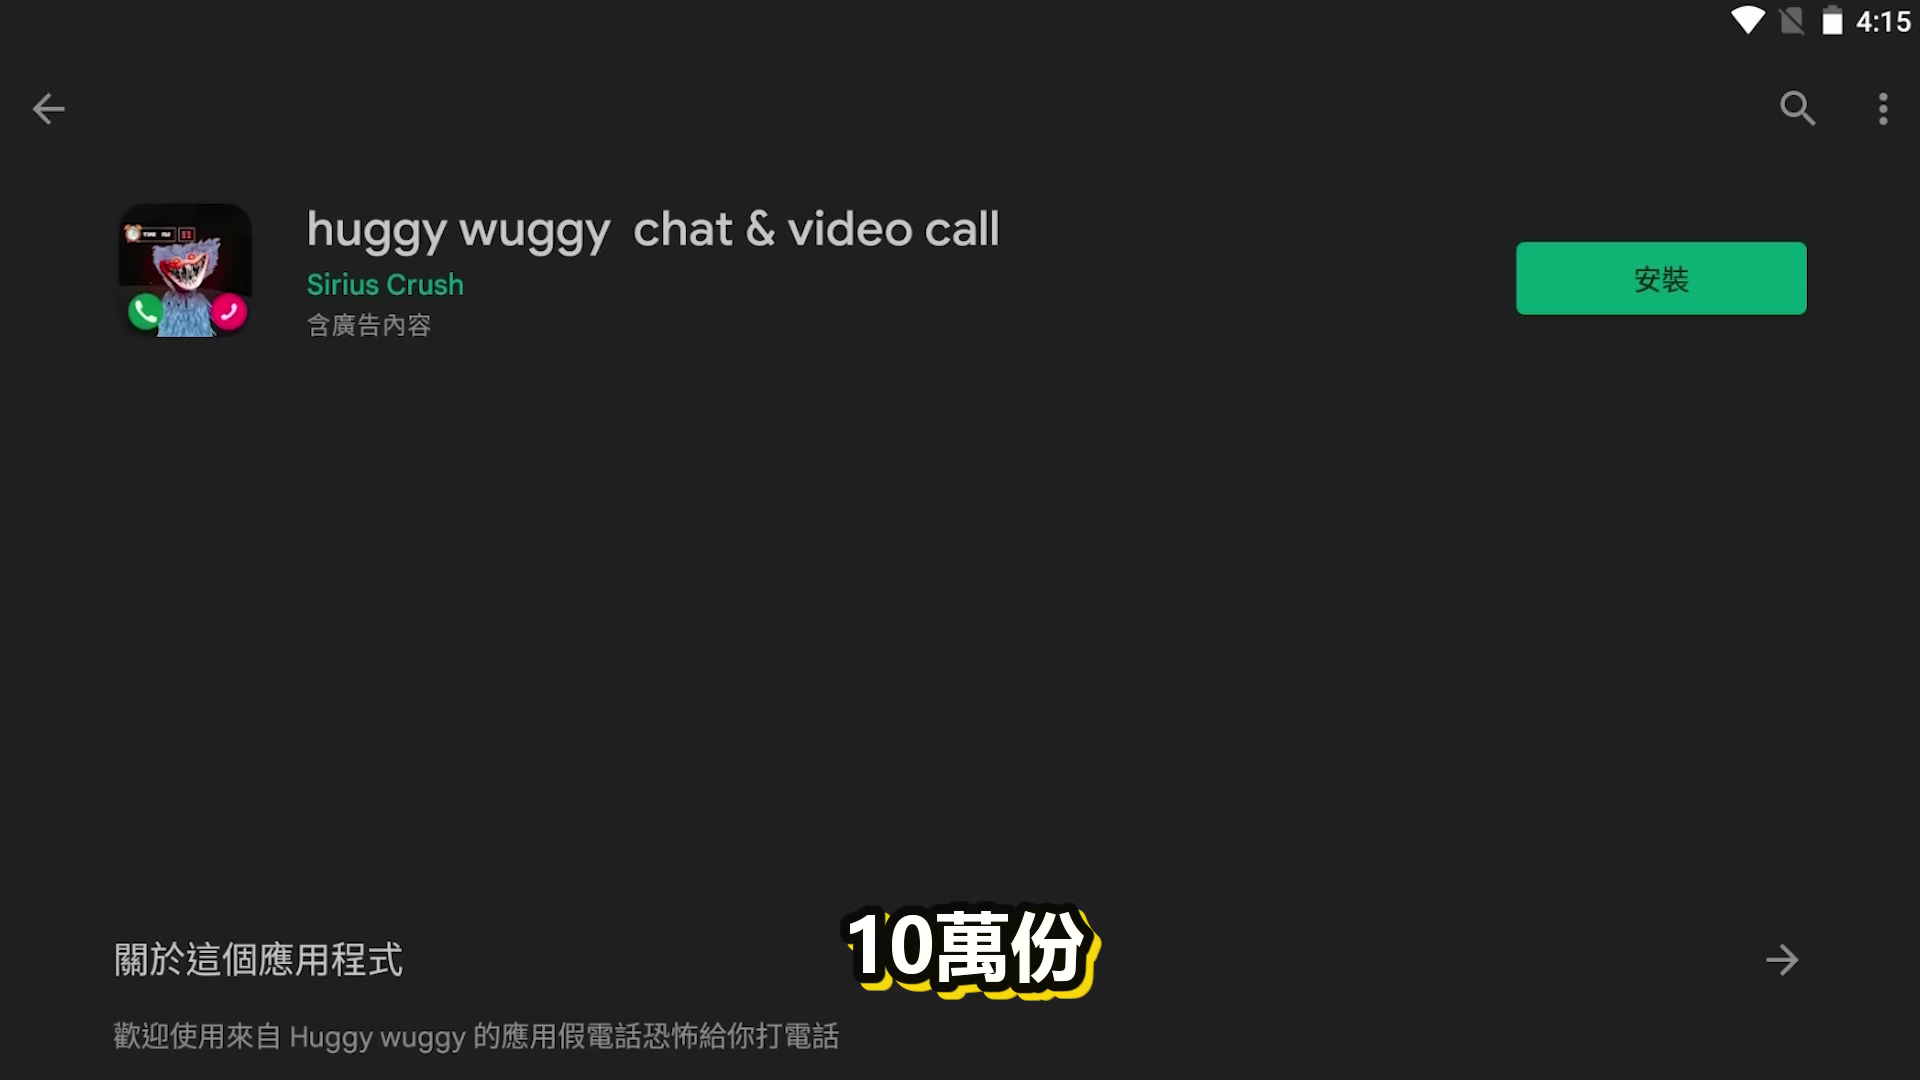 4:15
huggy wuggy chat & video call
Sirius Crush
含廣告內容
安裝
關於這個應用程式
10萬份
歡迎使用來自 Huggy wuggy 的應用假電話恐怖給你打電話